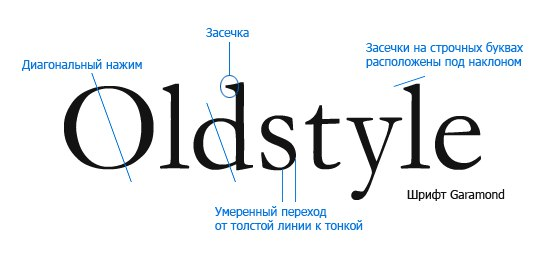 Засечка
Диагональный нажим
Засечки на строчных буквах
расположены под наклоном
Oldstyle
Шрифт Garamond
Умеренный переход
от толстой линии к тонкой